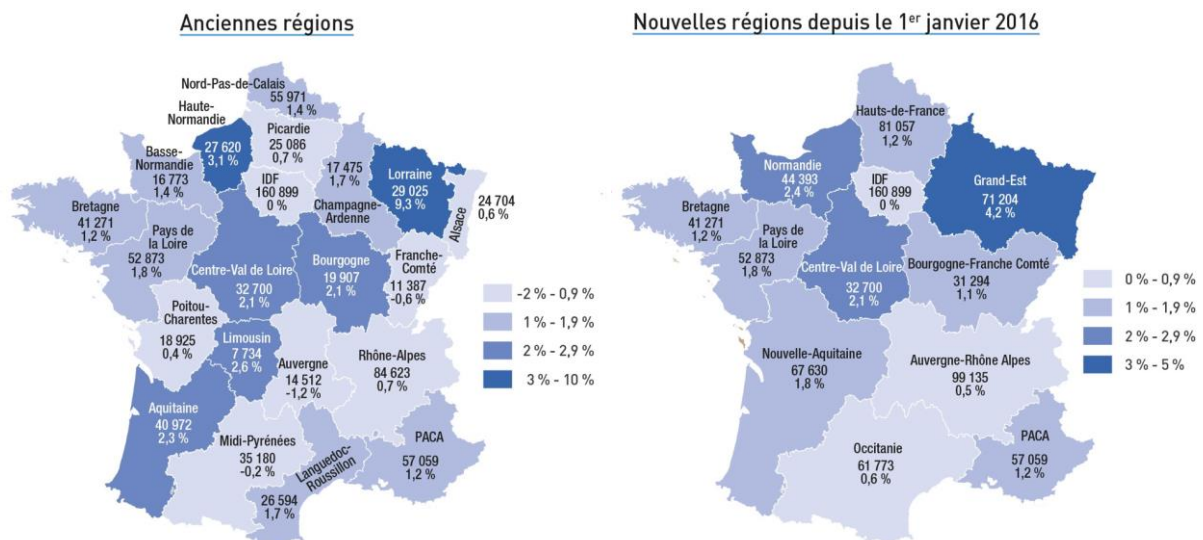 Anciennes régions
Nord-Pas-de-Calais
55 971
1,4 %
Haute-
Normandie
27 620
3,1 %
Picardie
25 086
0,7 %
Basse-
Normandie
16 773
1,4 %
IDF
160 899
0 %
17 475
1,7 %
Champagne-
Ardenne
Lorraine
29 025
9,3 %
Alsace
24 704
0,6 %
Bretagne
41 271
1,2 %
Pays
de la Loire
52 873
1,8 %
Centre-Val de Loire
32 700
2,1 %
Bourgogne
19 907
2,1 %
Franche-
Comté
11 387
-0,6 %
Poitou-
Charentes
18 925
0,4 %
Limousin
7 734
2,6 %
Auvergne
14 512
-1,2 %
Rhône-Alpes
84 623
0,7 %
Aquitaine
40 972
2,3 %
Midi-Pyrénées
35 180
-0,2 %
Languedoc-
Roussillon
26 594
1,7 %
PACA
57 059
1,2 %
-2 % - 0,9 %
1 % - 1,9 %
2 % - 2,9 %
3 % - 10 %
Nouvelles régions depuis le 1er janvier 2016
Hauts-de-France
81 057
1,2 %
Normandie
44 393
2,4 %
IDF
160 899
0 %
Grand-Est
71 204
4,2 %
Bretagne
41 271
1,2 %
Pays de
la Loire
52 873
1,8 %
Centre-Val de Loire
32 700
2,1 %
Bourgogne-Franche Comté
31 294
1,1 %
Nouvelle-Aquitaine
67 630
1,8 %
Auvergne-Rhône Alpes
99 135
0,5 %
Occitanie
61 773
0,6 %
PACA
57 059
1,2 %
0 % - 0,9 %
1 % - 1,9 %
2 % - 2,9 %
3 % - 5 %